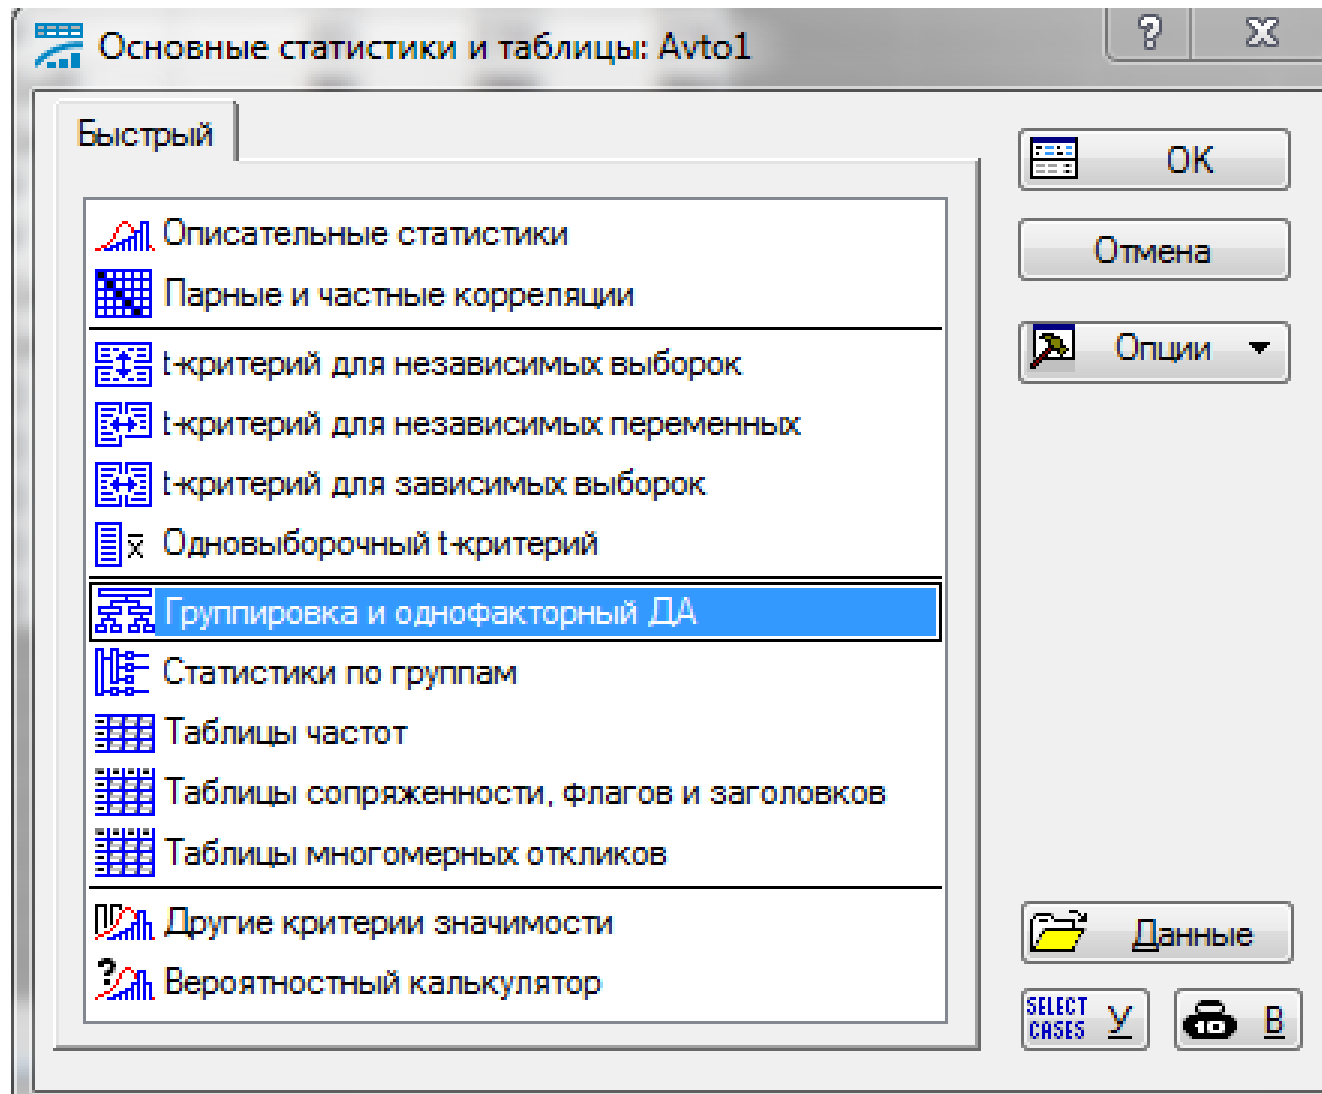 Основные статистики и таблицы: Avto1
?
Быстрый
OK
Отмена
Опции
Описательные статистики
Парные и частные корреляции
t-критерий для независимых выборок
t-критерий для независимых переменных
t-критерий для зависимых выборок
x Одновыборочный t-критерий
Группировка и однофакторный ДА
Статистики по группам
Таблицы частот
Таблицы сопряженности, флагов и заголовков
Таблицы многомерных откликов
Другие критерии значимости
? Вероятностный калькулятор
Данные
SELECT
CASES У
10 В